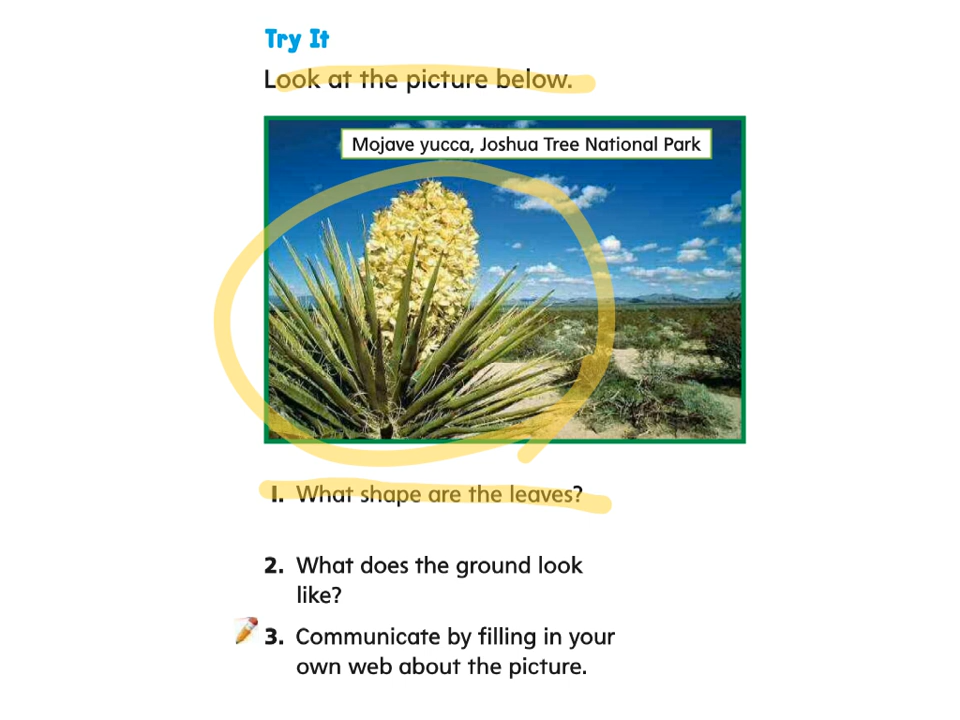 Try It
Look at the picture below.
Mojave yucca, Joshua Tree National Park
1. What shape are the leaves?
2. What does the ground look
like?
3. Communicate by filling in your
own web about the picture.